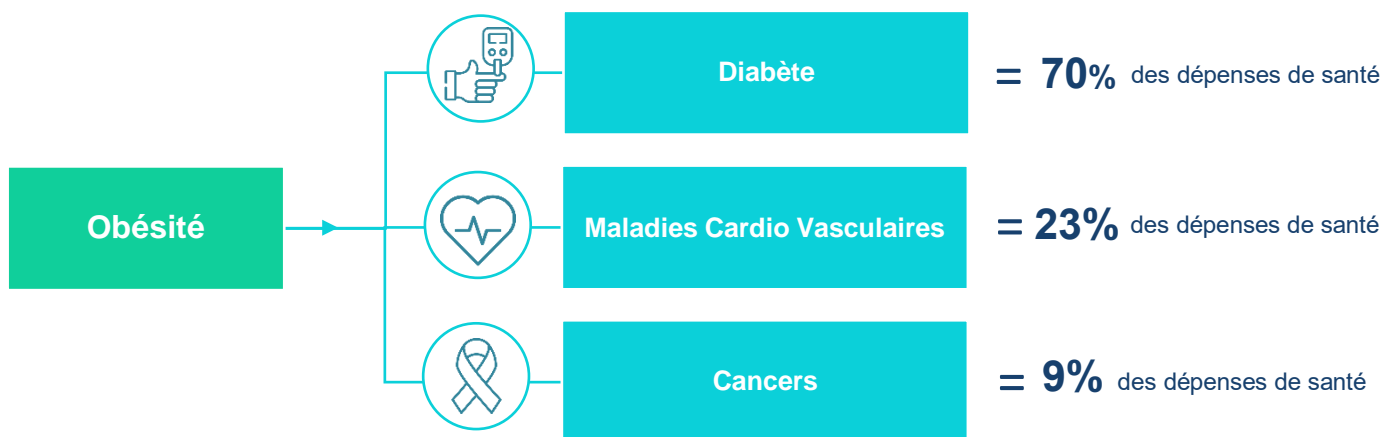 Diabète
= 70% des dépenses de santé
Obésité
Maladies Cardio Vasculaires
= 23% des dépenses de santé
Cancers
= 9% des dépenses de santé